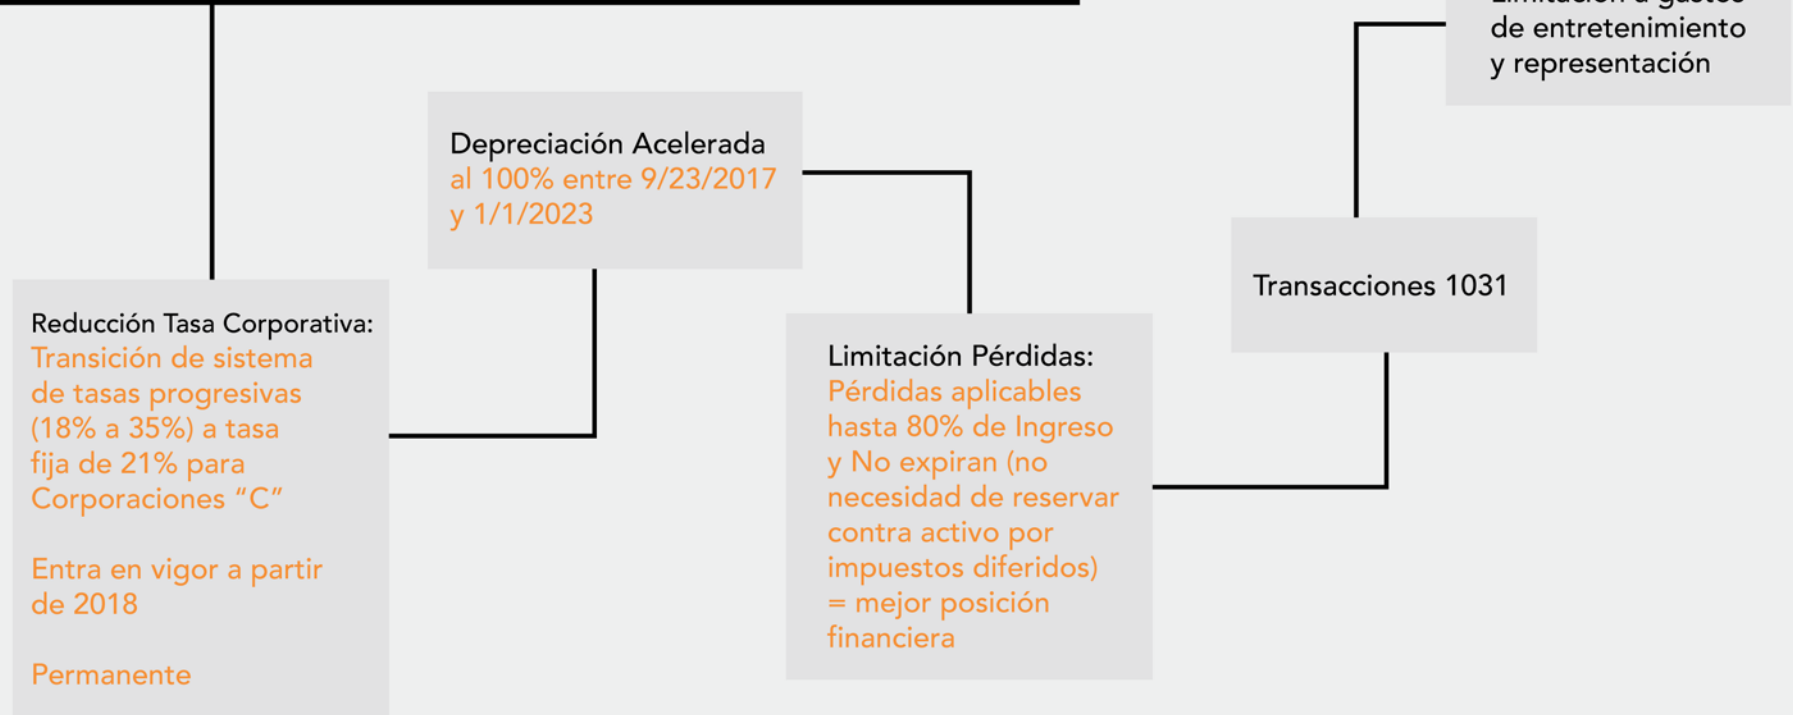 Limitación a gastos
de entretenimiento
y representación
Depreciación Acelerada
al 100% entre 9/23/2017
y 1/1/2023
Transacciones 1031
Reducción Tasa Corporativa:
Transición de sistema
de tasas progresivas
(18% a 35%) a tasa
fija de 21% para
Corporaciones “C”
Entra en vigor a partir
de 2018
Permanente
Limitación Pérdidas:
Pérdidas aplicables
hasta 80% de Ingreso
y No expiran (no
necesidad de reservar
contra activo por
impuestos diferidos)
= mejor posición
financiera